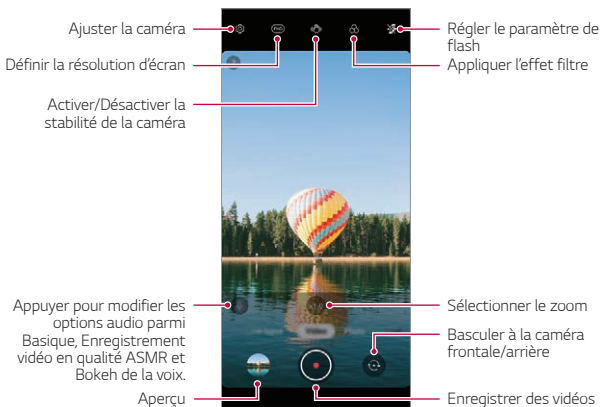 Ajuster la caméra
Régler le paramètre de
flash
Définir la résolution d'écran
Appliquer l'effet filtre
Activer/Désactiver la
stabilité de la caméra
FHD
Appuyer pour modifier les
options audio parmi
Basique, Enregistrement
vidéo en qualité ASMR et
Bokeh de la voix.
Sélectionner le zoom
Basculer à la caméra
frontale/arrière
Video
Aperçu
Enregistrer des vidéos